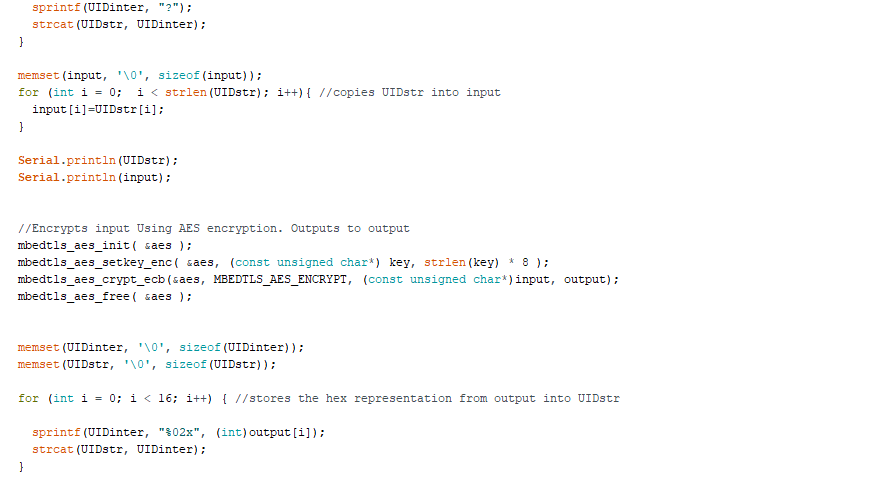 sprintf(UIDinter, "?");
strcat(UIDstr, UIDinter);
}
memset(input, '\0', sizeof(input));
for (int i = 0;  i < strlen(UIDstr); i++){ //copies UIDstr into input
input[i]=UIDstr[i];
}
Serial.println(UIDstr);
Serial.println(input);
//Encrypts input Using AES encryption. Outputs to output
mbedtls_aes_init( &aes );
mbedtls_aes_setkey_enc( &aes, (const unsigned char*) key, strlen(key) * 8 );
mbedtls_aes_crypt_ecb(&aes, MBEDTLS_AES_ENCRYPT, (const unsigned char*)input, output);
mbedtls_aes_free( &aes );
memset(UIDinter, '\0', sizeof(UIDinter));
memset(UIDstr, '\0', sizeof(UIDstr));
for (int i = 0; i < 16; i++) { //stores the hex representation from output into UIDstr
sprintf(UIDinter, "%02x", (int)output[i]);
strcat(UIDstr, UIDinter);
}